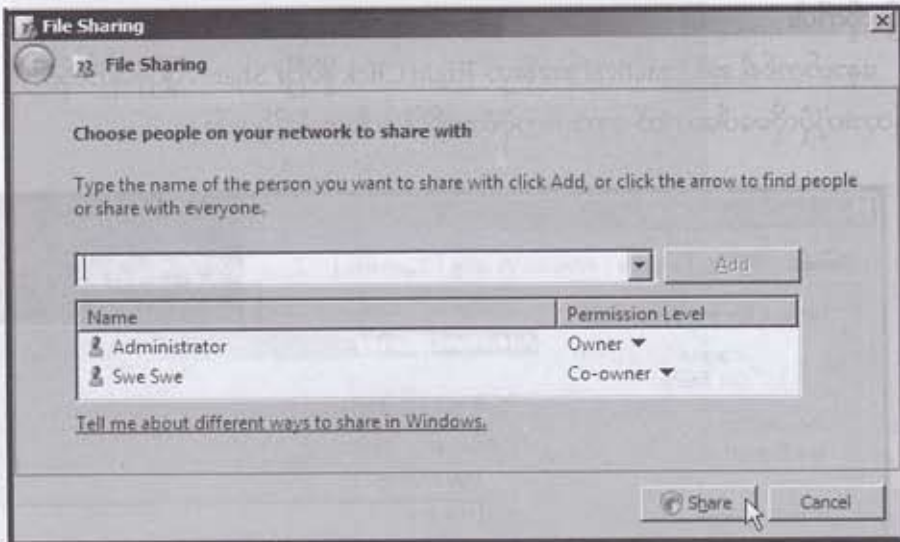 File Sharing
File Sharing
Choose people on your network to share with
Type the name of the person you want to share with click Add, or click the arrow to find people
or share with everyone.
Add
Name Permission Level
Administrator Owner
Swe Swe Co-owner
Tell me about different ways to share in Windows.
Share Cancel